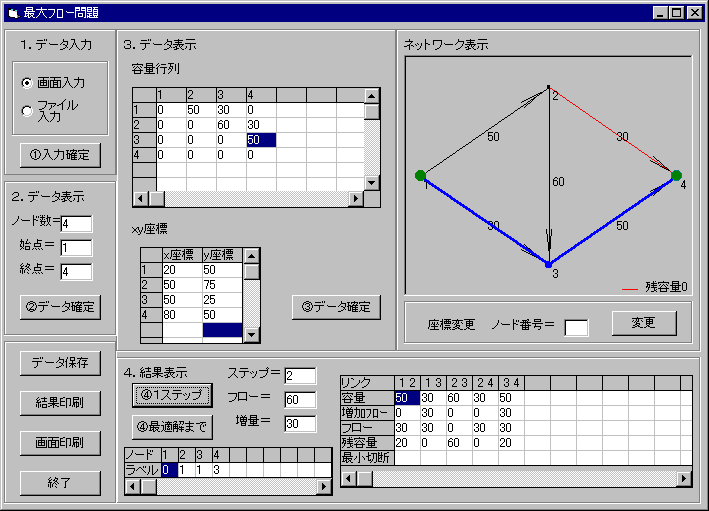 最大フロー問題
1. データ入力
画面入力
ファイル
入力
①入力確定
2. データ表示
ノード数= 4
始点= 1
終点= 4
②データ確定
データ保存
結果印刷
画面印刷
終了
3. データ表示
容量行列
1 2 3 4
1 0 50 30 0
2 0 0 60 30
3 0 0 0 50
4 0 0 0 0
xy座標
x座標 y座標
1 20 50
2 50 75
3 50 25
4 80 50
③データ確定
ネットワーク表示
2
50
30
60
1
4
30
50
3
残容量0
座標変更 ノード番号=
変更
4. 結果表示
④1ステップ
④最適解まで
ステップ= 2
フロー= 60
増量= 30
ノード 1 2 3 4
ラベル 0 1 1 3
リンク 1 2 1 3 2 3 2 4 3 4
容量 50 30 60 30 50
増加フロー 0 30 0 0 30
フロー 30 30 0 30 30
残容量 20 0 60 0 20
最小切断